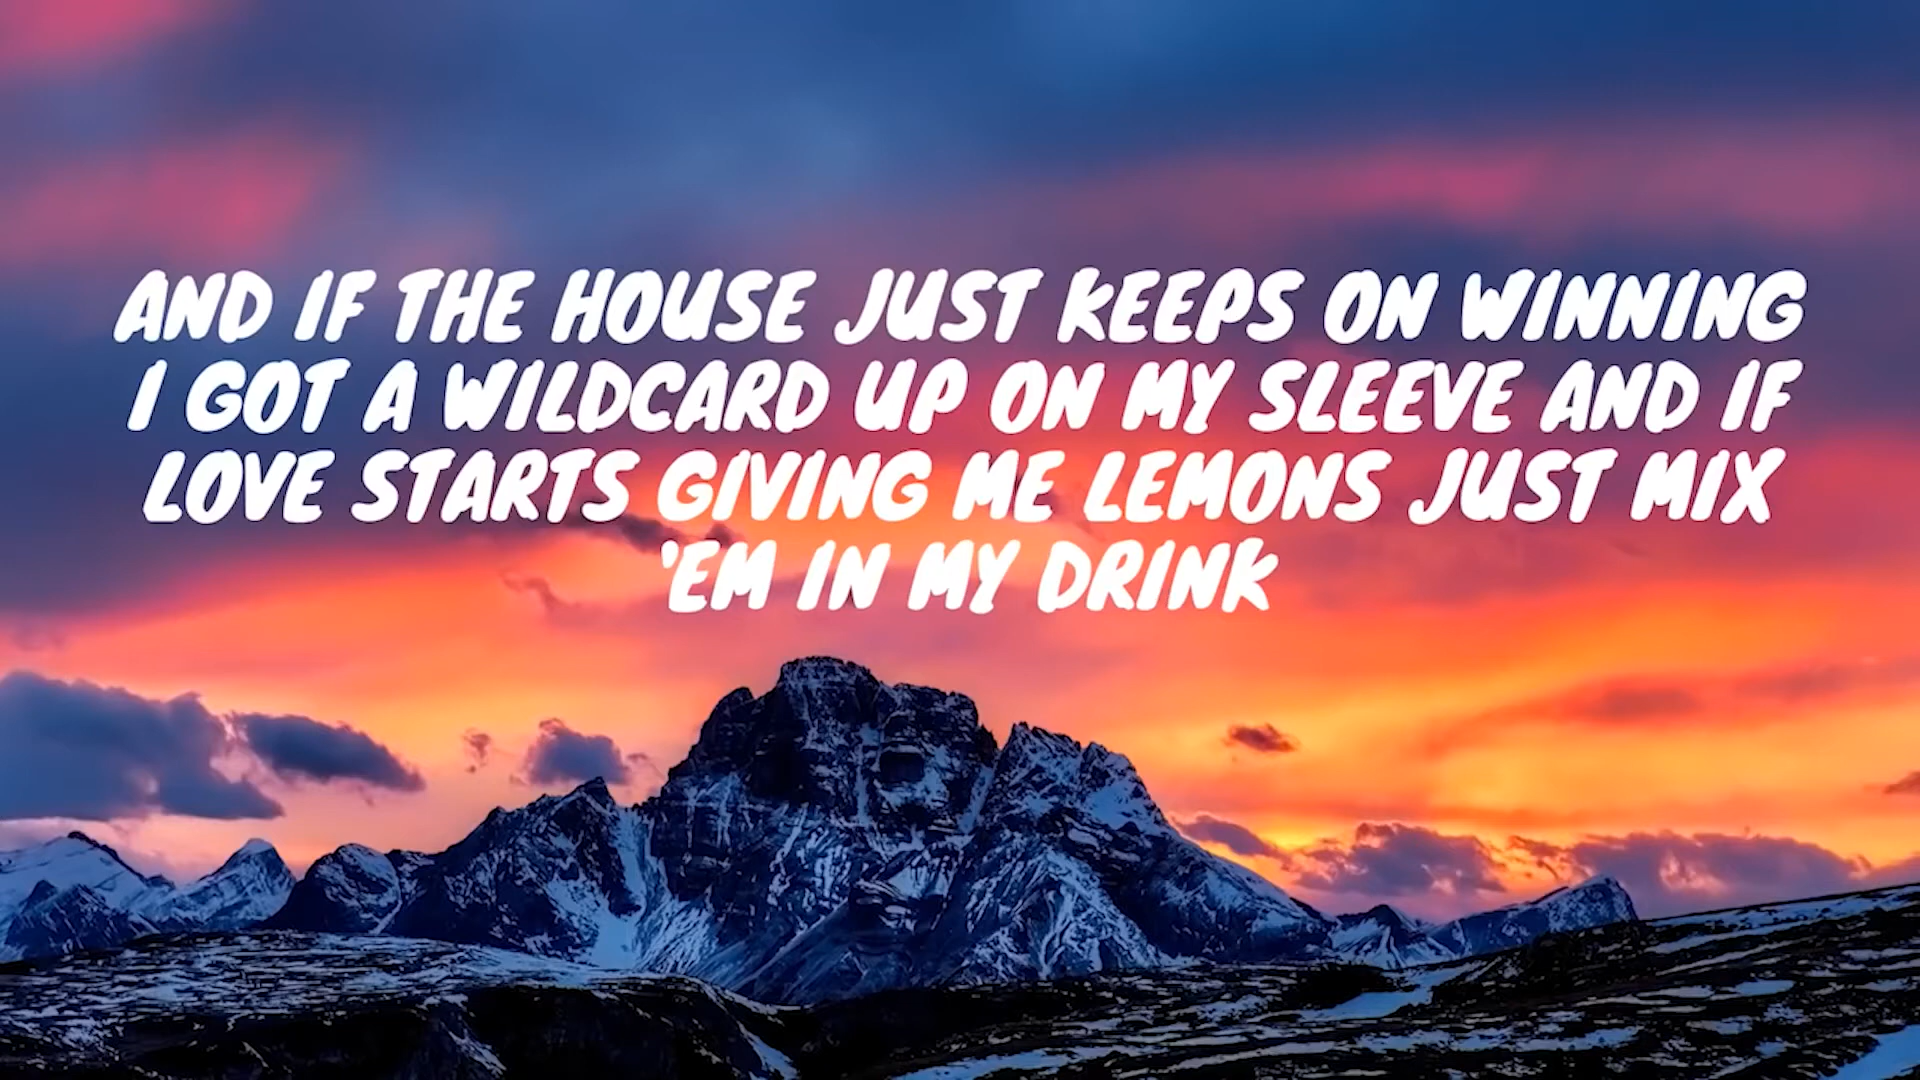 AND IF THE HOUSE JUST KEEPS ON WINNING
I GOT A WILDCARD UP ON MY SLEEVE AND IF
LOVE STARTS GIVING ME LEMONS JUST MIX
'EM IN MY DRINK